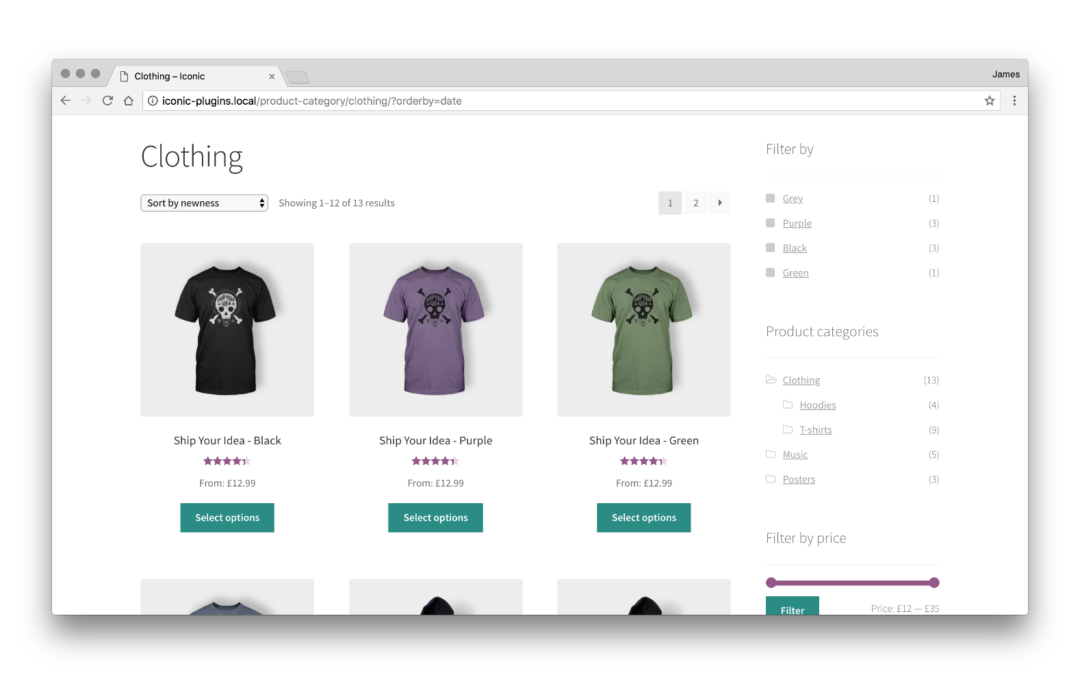 Clothing – Iconic
James
iconic-plugins.local/product-category/clothing/?orderby=date
Clothing
Sort by newness
Showing 1–12 of 13 results
1 2
Ship Your Idea - Black
From: £12.99
Select options
Ship Your Idea - Purple
From: £12.99
Select options
Ship Your Idea - Green
From: £12.99
Select options
Filter by
Grey (1)
Purple (3)
Black (3)
Green (1)
Product categories
Clothing (13)
Hoodies (4)
T-shirts (9)
Music (5)
Posters (3)
Filter by price
Filter
Price: £12 — £35